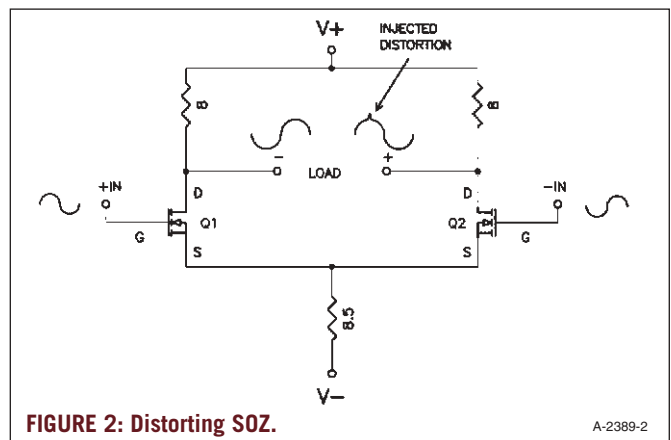 V+
INJECTED
DISTORTION
8
8
-
LOAD
+
+IN
D
D
-IN
Q1
Q2
G
G
S
S
8.5
V-
FIGURE 2: Distorting SOZ.
A-2389-2